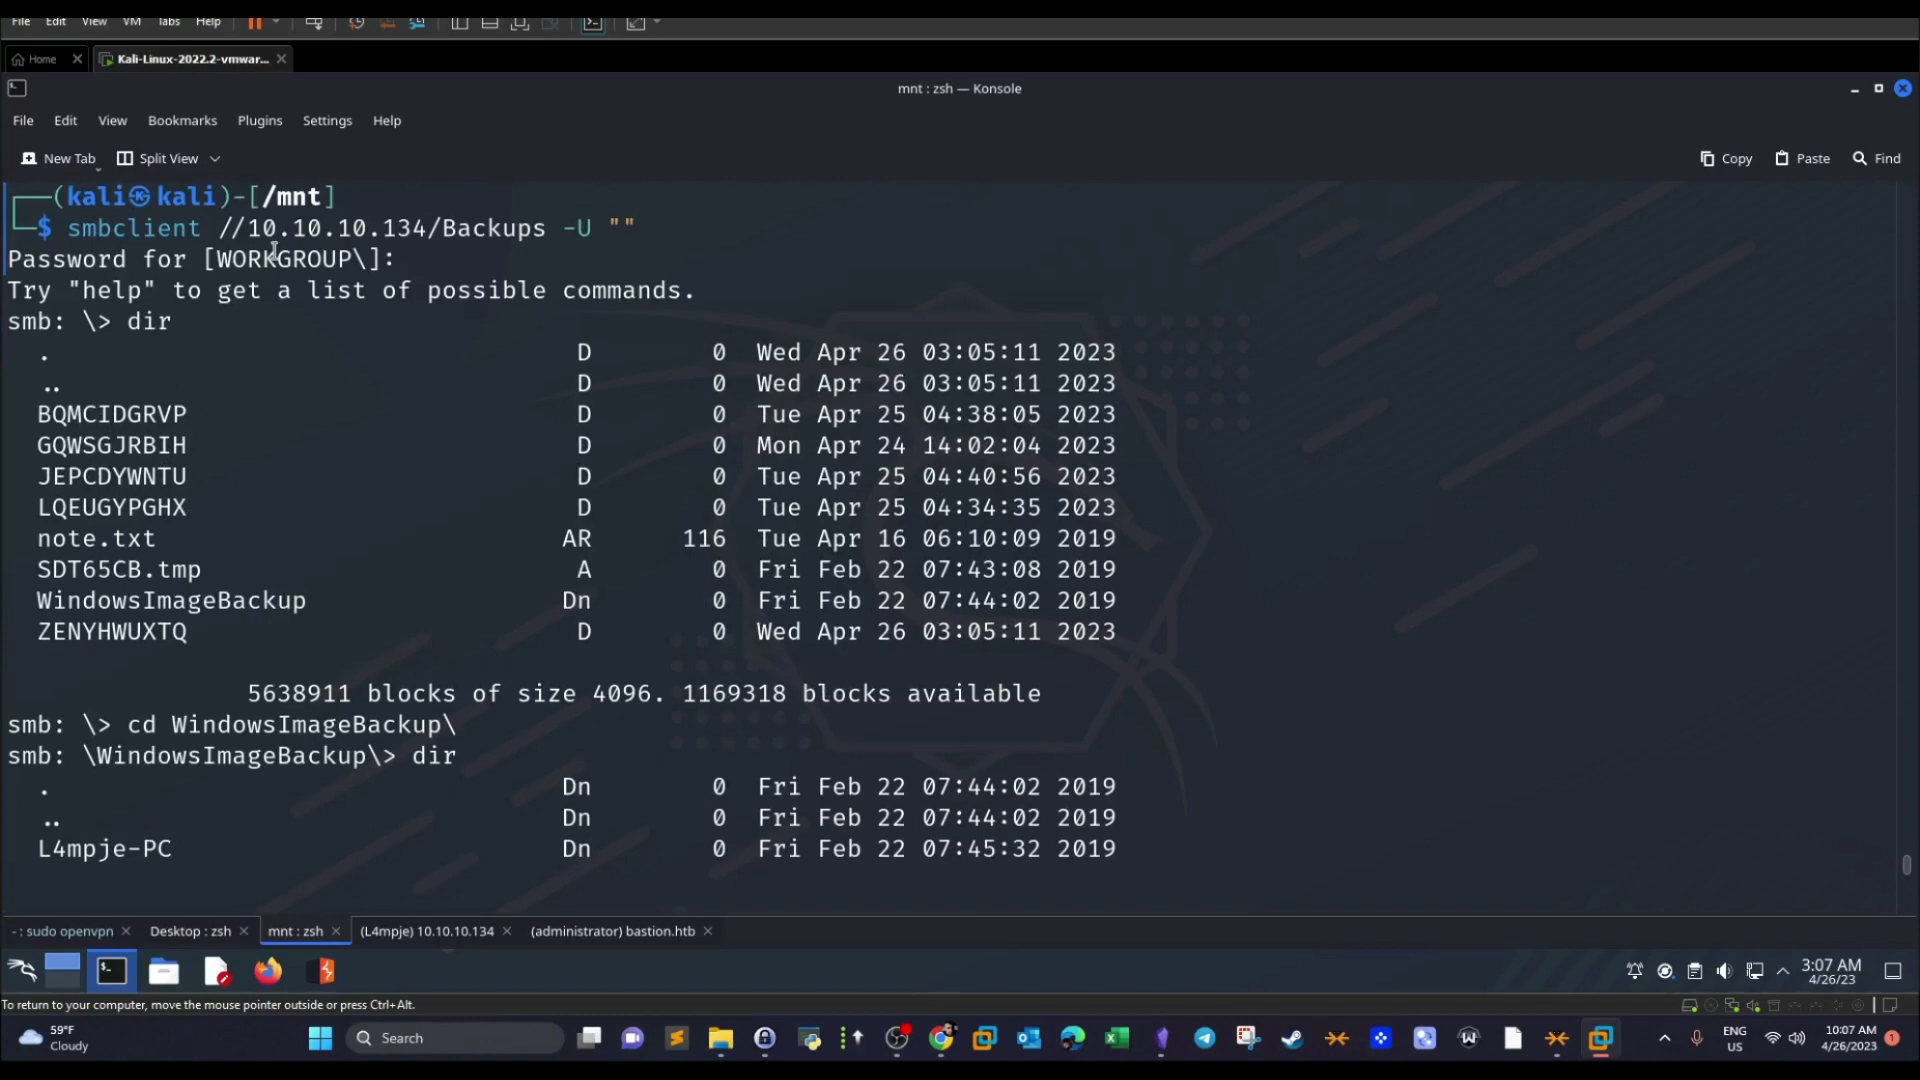 File Edit View VM Tabs Help
Home Kali-Linux-2022.2-vmwar...
mnt : zsh — Konsole
File Edit View Bookmarks Plugins Settings Help
New Tab Split View Copy Paste Find
(kali㉿kali)-[/mnt]
$ smbclient //10.10.10.134/Backups -U ""
Password for [WORKGROUP\]:
Try "help" to get a list of possible commands.
smb: \> dir
. D 0 Wed Apr 26 03:05:11 2023
.. D 0 Wed Apr 26 03:05:11 2023
BQMCIDGRVP D 0 Tue Apr 25 04:38:05 2023
GQWSGJRBIH D 0 Mon Apr 24 14:02:04 2023
JEPCDYWNTU D 0 Tue Apr 25 04:40:56 2023
LQEUGYPGHX D 0 Tue Apr 25 04:34:35 2023
note.txt AR 116 Tue Apr 16 06:10:09 2019
SDT65CB.tmp A 0 Fri Feb 22 07:43:08 2019
WindowsImageBackup Dn 0 Fri Feb 22 07:44:02 2019
ZENYHWUXTQ D 0 Wed Apr 26 03:05:11 2023
5638911 blocks of size 4096. 1169318 blocks available
smb: \> cd WindowsImageBackup\
smb: \WindowsImageBackup\> dir
. Dn 0 Fri Feb 22 07:44:02 2019
.. Dn 0 Fri Feb 22 07:44:02 2019
L4mpje-PC Dn 0 Fri Feb 22 07:45:32 2019
- : sudo openvpn Desktop : zsh mnt : zsh (L4mpje) 10.10.10.134 (administrator) bastion.htb
3:07 AM
4/26/23
To return to your computer, move the mouse pointer outside or press Ctrl+Alt.
59°F
Cloudy
Search
ENG
US
10:07 AM
4/26/2023
1